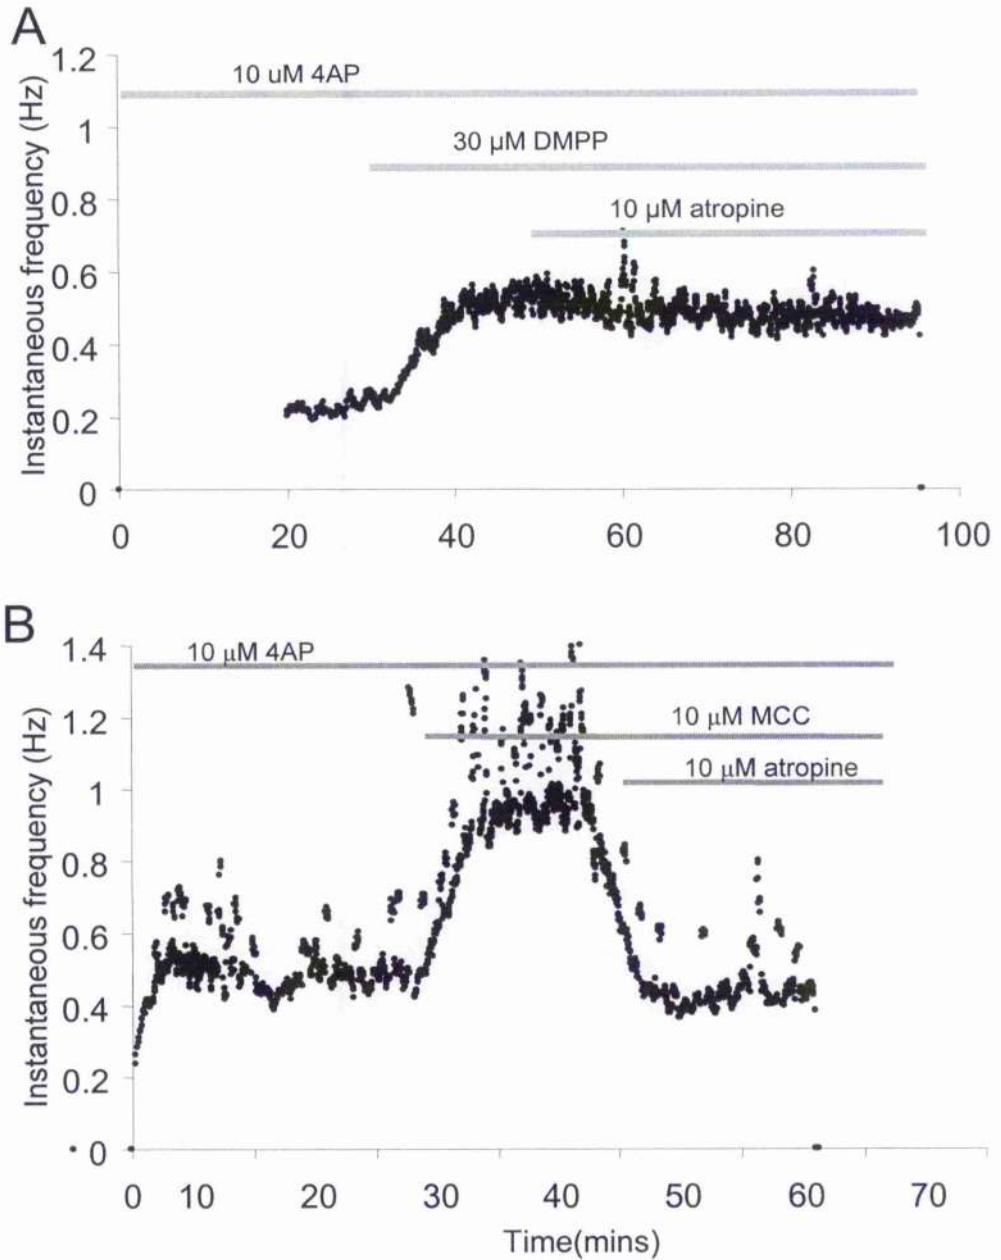 A
Instantaneous frequency (Hz)
1.2
1
0.8
0.6
0.4
0.2
0
10 uM 4AP
30 µM DMPP
10 µM atropine
0 20 40 60 80 100
B
Instantaneous frequency (Hz)
1.4
1.2
1
0.8
0.6
0.4
0.2
0
10 µM 4AP
10 µM MCC
10 µM atropine
0 10 20 30 40 50 60 70
Time(mins)